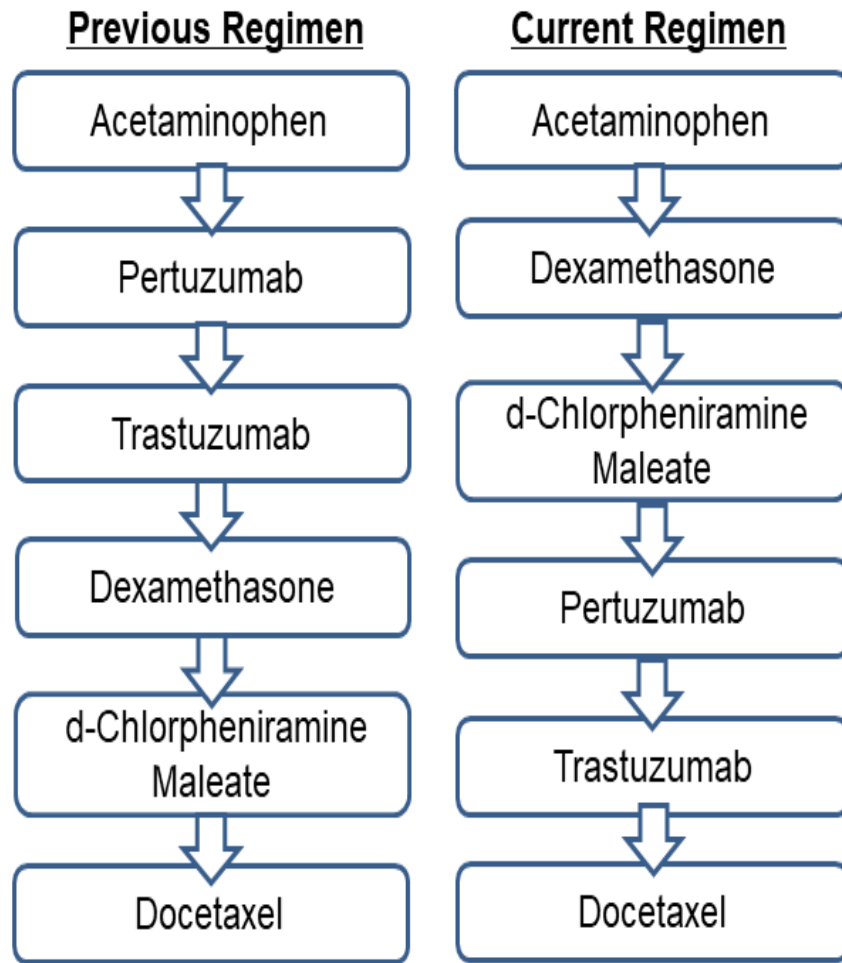 Previous Regimen
Acetaminophen
Pertuzumab
Trastuzumab
Dexamethasone
d-Chlorpheniramine
Maleate
Docetaxel
Current Regimen
Acetaminophen
Dexamethasone
d-Chlorpheniramine
Maleate
Pertuzumab
Trastuzumab
Docetaxel